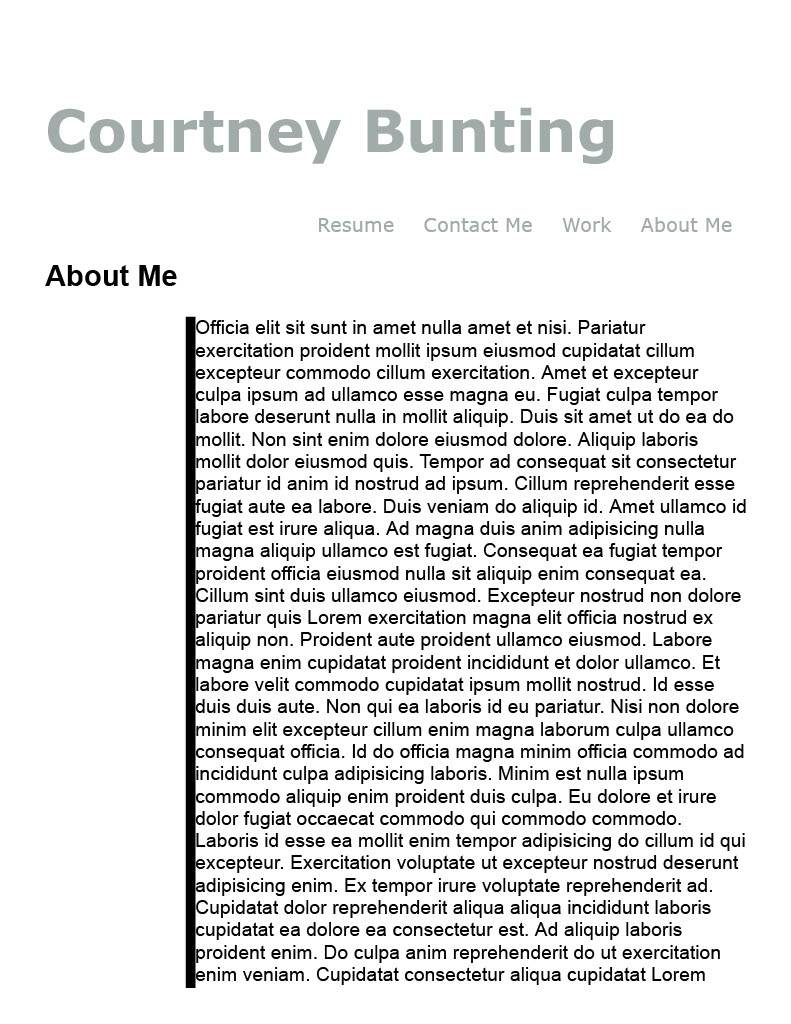 Courtney Bunting
Resume Contact Me Work About Me
About Me
Officia elit sit sunt in amet nulla amet et nisi. Pariatur
exercitation proident mollit ipsum eiusmod cupidatat cillum
excepteur commodo cillum exercitation. Amet et excepteur
culpa ipsum ad ullamco esse magna eu. Fugiat culpa tempor
labore deserunt nulla in mollit aliquip. Duis sit amet ut do ea do
mollit. Non sint enim dolore eiusmod dolore. Aliquip laboris
mollit dolor eiusmod quis. Tempor ad consequat sit consectetur
pariatur id anim id nostrud ad ipsum. Cillum reprehenderit esse
fugiat aute ea labore. Duis veniam do aliquip id. Amet ullamco id
fugiat est irure aliqua. Ad magna duis anim adipisicing nulla
magna aliquip ullamco est fugiat. Consequat ea fugiat tempor
proident officia eiusmod nulla sit aliquip enim consequat ea.
Cillum sint duis ullamco eiusmod. Excepteur nostrud non dolore
pariatur quis Lorem exercitation magna elit officia nostrud ex
aliquip non. Proident aute proident ullamco eiusmod. Labore
magna enim cupidatat proident incididunt et dolor ullamco. Et
labore velit commodo cupidatat ipsum mollit nostrud. Id esse
duis duis aute. Non qui ea laboris id eu pariatur. Nisi non dolore
minim elit excepteur cillum enim magna laborum culpa ullamco
consequat officia. Id do officia magna minim officia commodo ad
incididunt culpa adipisicing laboris. Minim est nulla ipsum
commodo aliquip enim proident duis culpa. Eu dolore et irure
dolor fugiat occaecat commodo qui commodo commodo.
Laboris id esse ea mollit enim tempor adipisicing do cillum id qui
excepteur. Exercitation voluptate ut excepteur nostrud deserunt
adipisicing enim. Ex tempor irure voluptate reprehenderit ad.
Cupidatat dolor reprehenderit aliqua aliqua incididunt laboris
cupidatat ea dolore ea consectetur est. Ad aliquip laboris
proident enim. Do culpa anim reprehenderit do ut exercitation
enim veniam. Cupidatat consectetur aliqua cupidatat Lorem